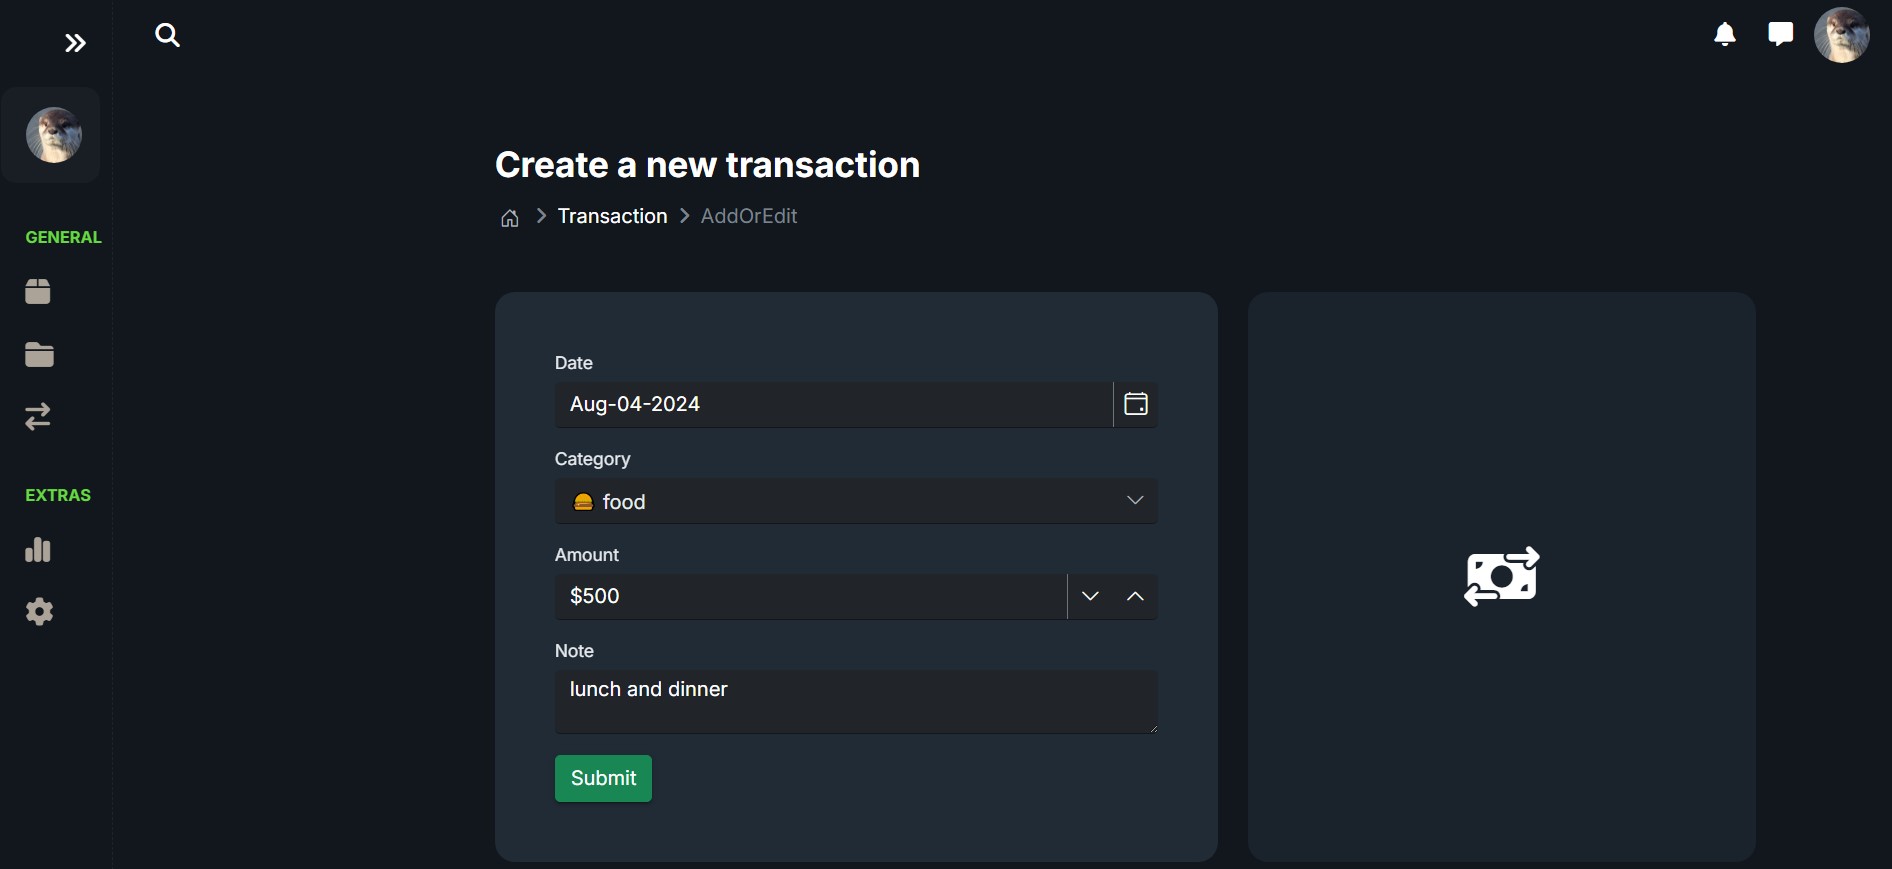 Create a new transaction
Transaction AddOrEdit
GENERAL
EXTRAS
Date
Aug-04-2024
Category
food
Amount
$500
Note
lunch and dinner
Submit